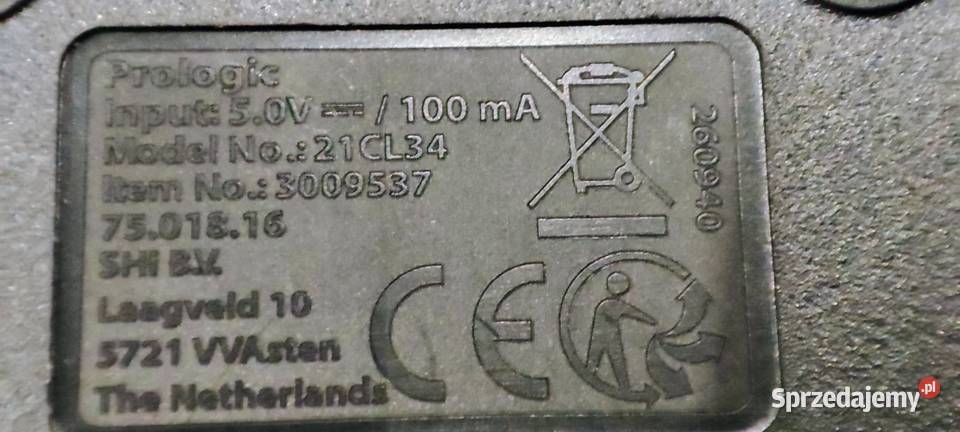 Prologic
Input: 5.0V ⎓ / 100 mA
Model No.: 21CL34
Item No.: 3009537
75.018.16
SHI B.V.
Laagveld 10
5721 VVAsten
The Netherlands
CE
260940
Sprzedajemy.pl